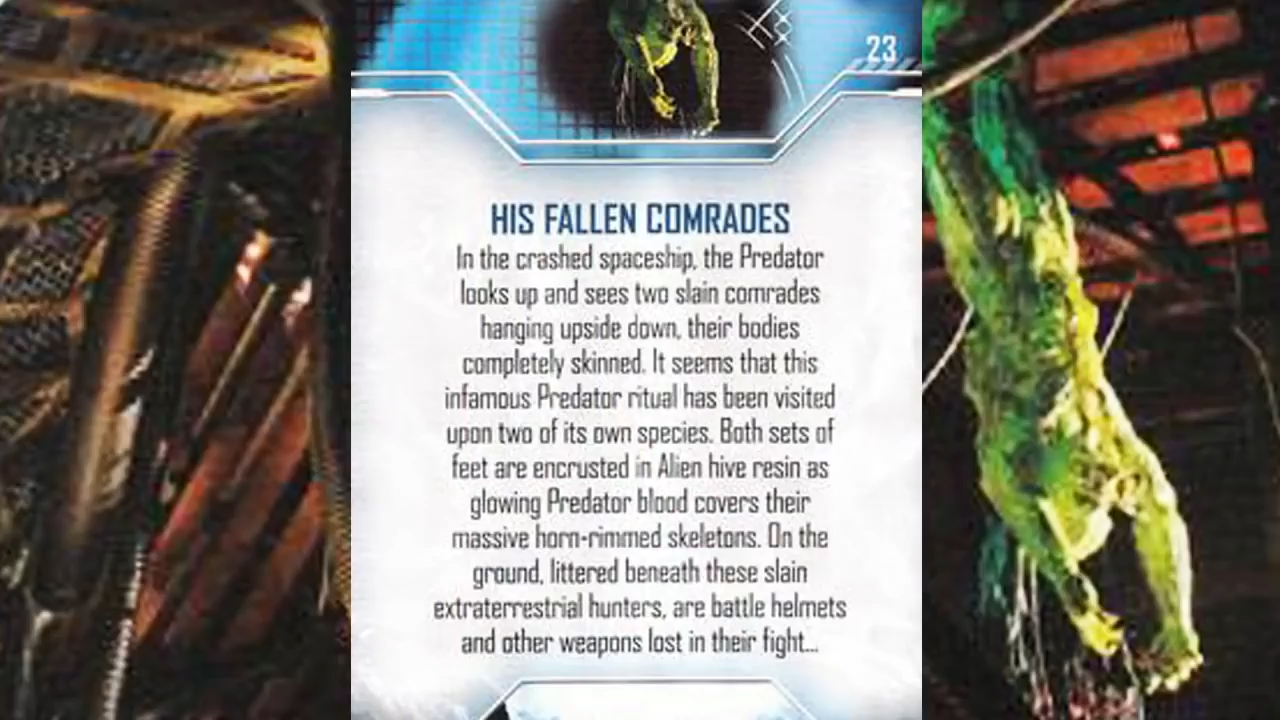 23
HIS FALLEN COMRADES
In the crashed spaceship, the Predator
looks up and sees two slain comrades
hanging upside down, their bodies
completely skinned. It seems that this
infamous Predator ritual has been visited
upon two of its own species. Both sets of
feet are encrusted in Alien hive resin as
glowing Predator blood covers their
massive horn-rimmed skeletons. On the
ground, littered beneath these slain
extraterrestrial hunters, are battle helmets
and other weapons lost in their fight...